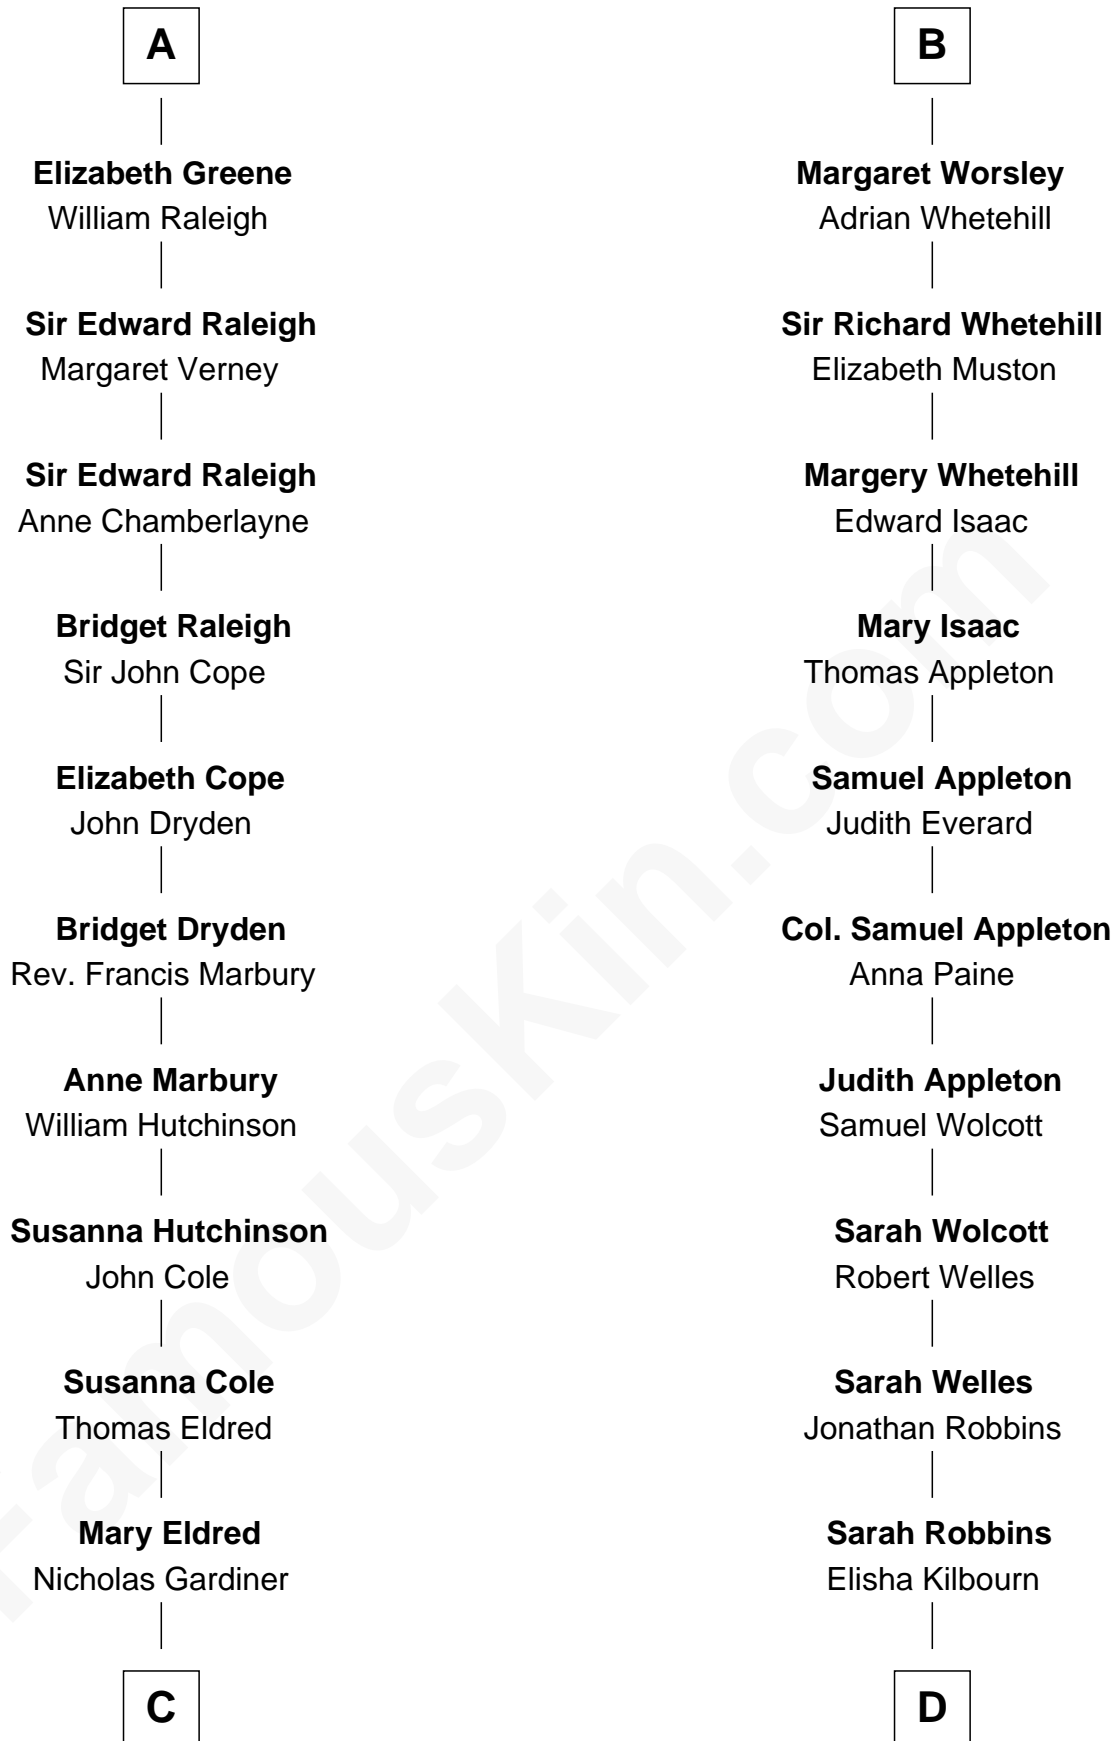 A
Elizabeth Greene
William Raleigh
Sir Edward Raleigh
Margaret Verney
Sir Edward Raleigh
Anne Chamberlayne
Bridget Raleigh
Sir John Cope
Elizabeth Cope
John Dryden
Bridget Dryden
Rev. Francis Marbury
Anne Marbury
William Hutchinson
Susanna Hutchinson
John Cole
Susanna Cole
Thomas Eldred
Mary Eldred
Nicholas Gardiner
C
B
Margaret Worsley
Adrian Whetehill
Sir Richard Whetehill
Elizabeth Muston
Margery Whetehill
Edward Isaac
Mary Isaac
Thomas Appleton
Samuel Appleton
Judith Everard
Col. Samuel Appleton
Anna Paine
Judith Appleton
Samuel Wolcott
Sarah Wolcott
Robert Welles
Sarah Welles
Jonathan Robbins
Sarah Robbins
Elisha Kilbourn
D
FamousKin.com